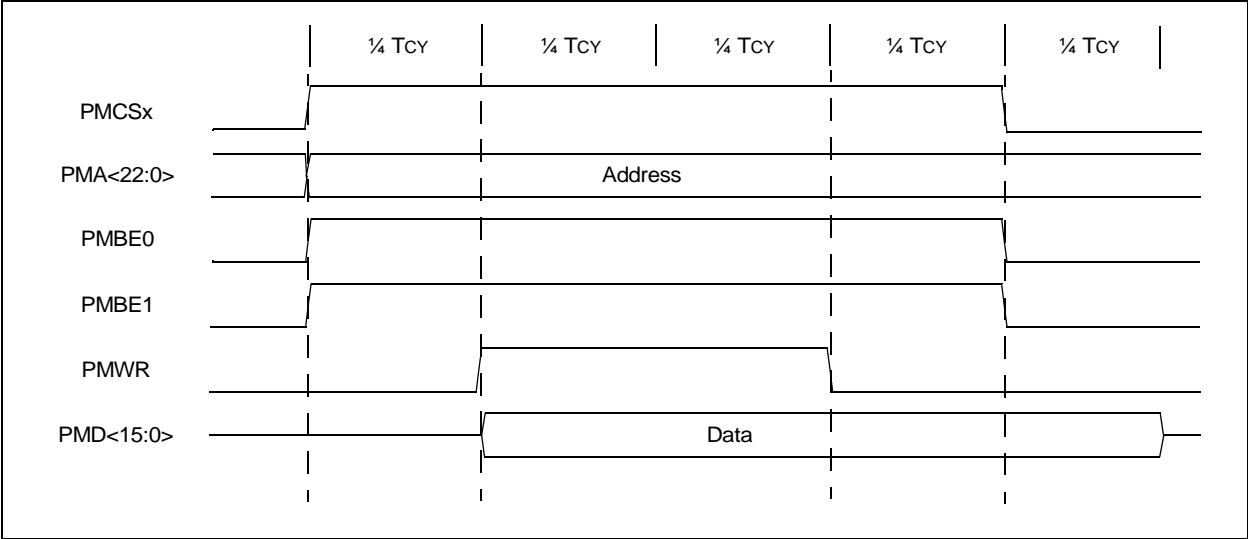 ¼ TCY ¼ TCY ¼ TCY ¼ TCY ¼ TCY
PMCSx
PMA<22:0> Address
PMBE0
PMBE1
PMWR
PMD<15:0> Data